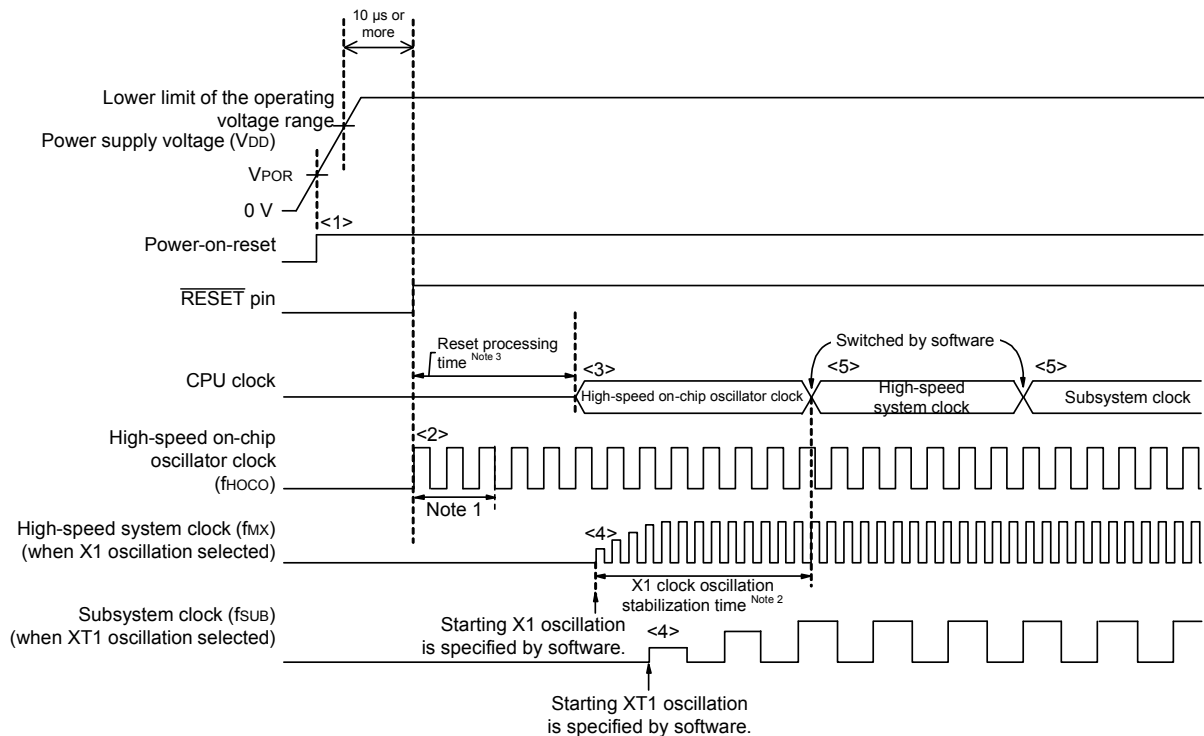 10 μs or
more
Lower limit of the operating
voltage range
Power supply voltage (VDD)
VPOR
0 V
<1>
Power-on-reset
RESET pin
Reset processing
time Note 3
Switched by software
CPU clock
<3>
<5>
<5>
High-speed on-chip oscillator clock
High-speed
system clock
Subsystem clock
High-speed on-chip
oscillator clock
(fHOCO)
<2>
Note 1
High-speed system clock (fMX)
(when X1 oscillation selected)
<4>
X1 clock oscillation
stabilization time Note 2
Subsystem clock (fSUB)
(when XT1 oscillation selected)
Starting X1 oscillation
is specified by software.
<4>
Starting XT1 oscillation
is specified by software.